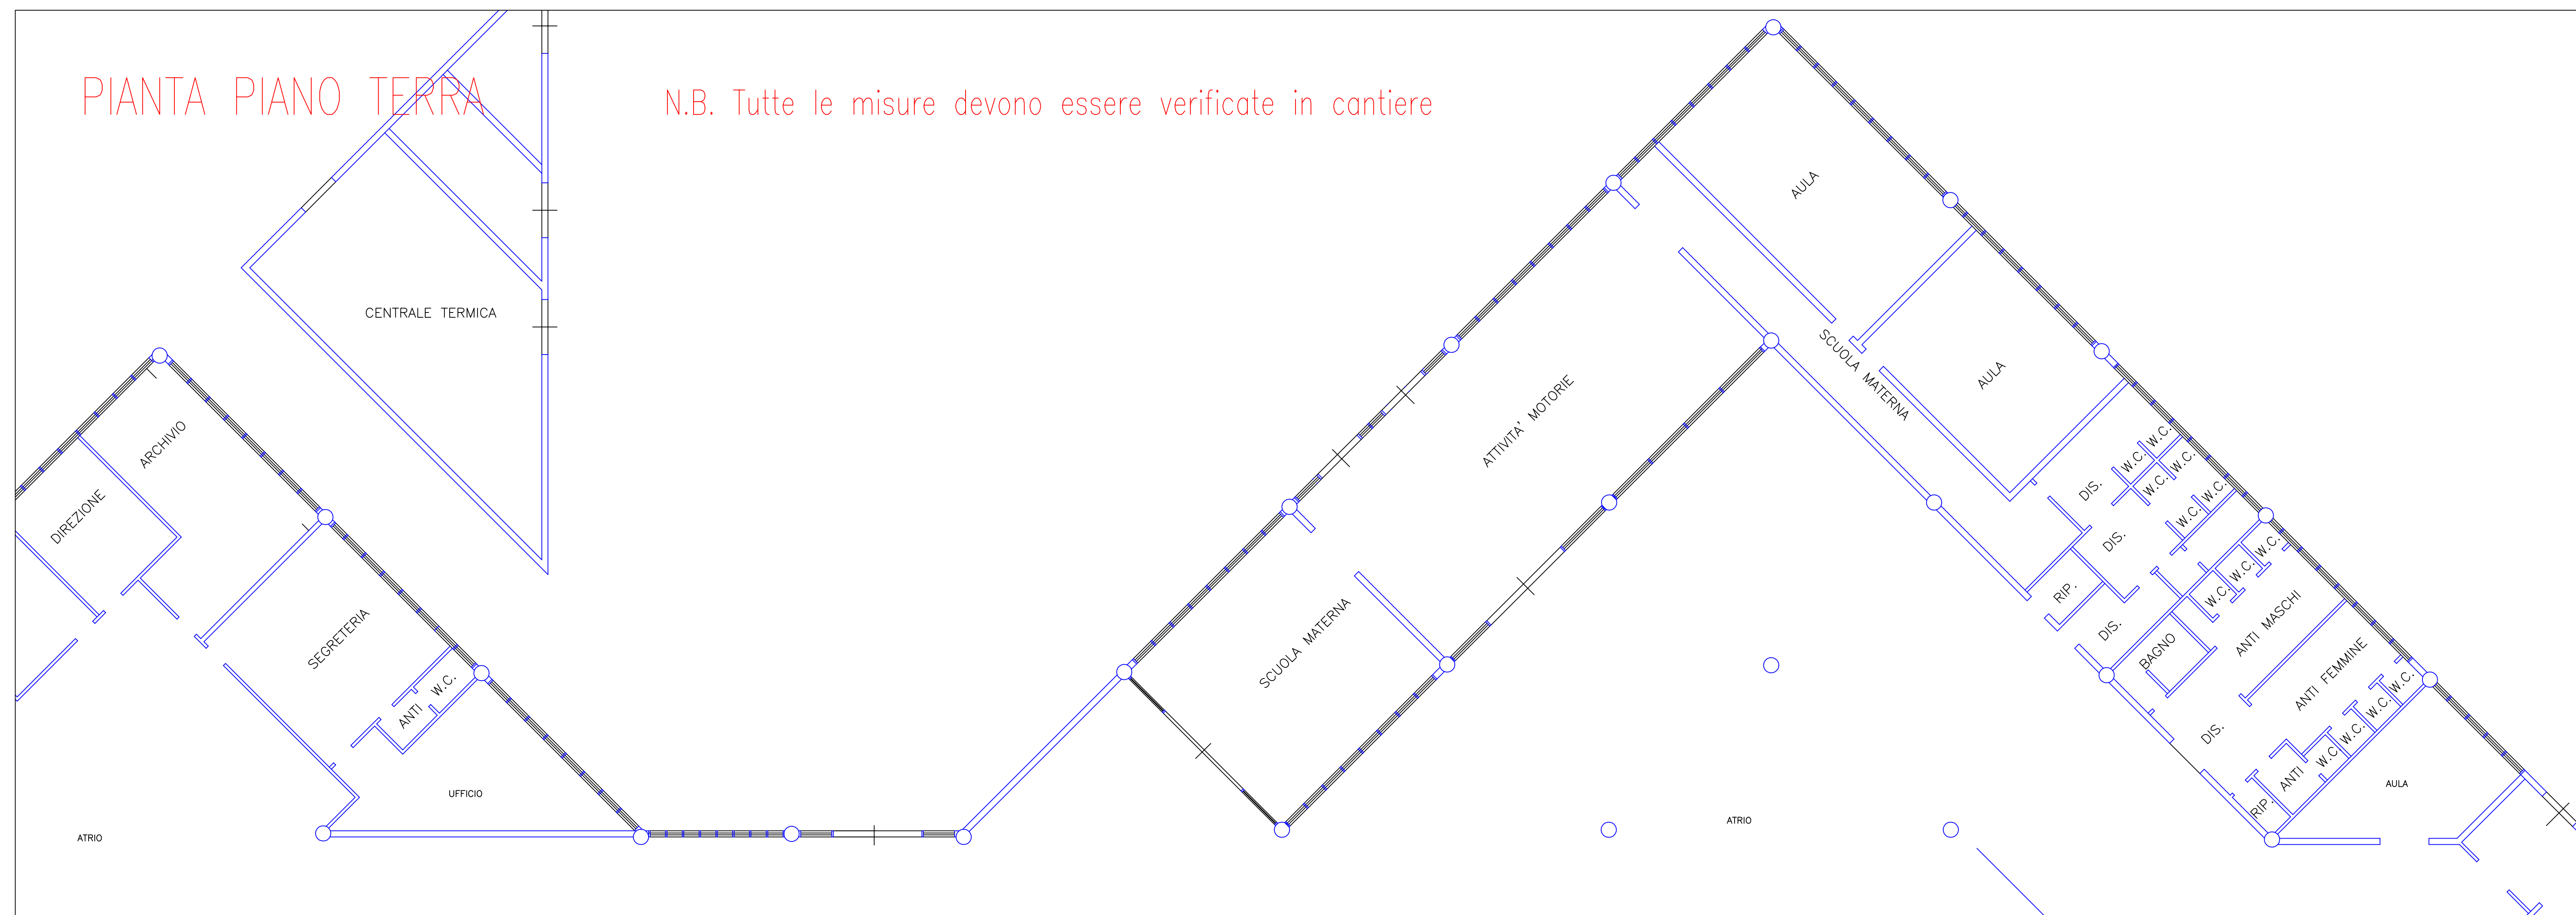 PIANTA PIANO TERRA
N.B. Tutte le misure devono essere verificate in cantiere
CENTRALE TERMICA
ARCHIVIO
DIREZIONE
SEGRETERIA
W.C.
ANTI
UFFICIO
ATRIO
AULA
AULA
SCUOLA MATERNA
ATTIVITA' MOTORIE
SCUOLA MATERNA
ATRIO
W.C.
W.C.
W.C.
W.C.
DIS.
W.C.
W.C.
DIS.
RIP.
W.C.
W.C.
W.C.
DIS.
BAGNO
ANTI MASCHI
ANTI FEMMINE
DIS.
W.C.
W.C.
W.C.
W.C
ANTI
RIP.
AULA